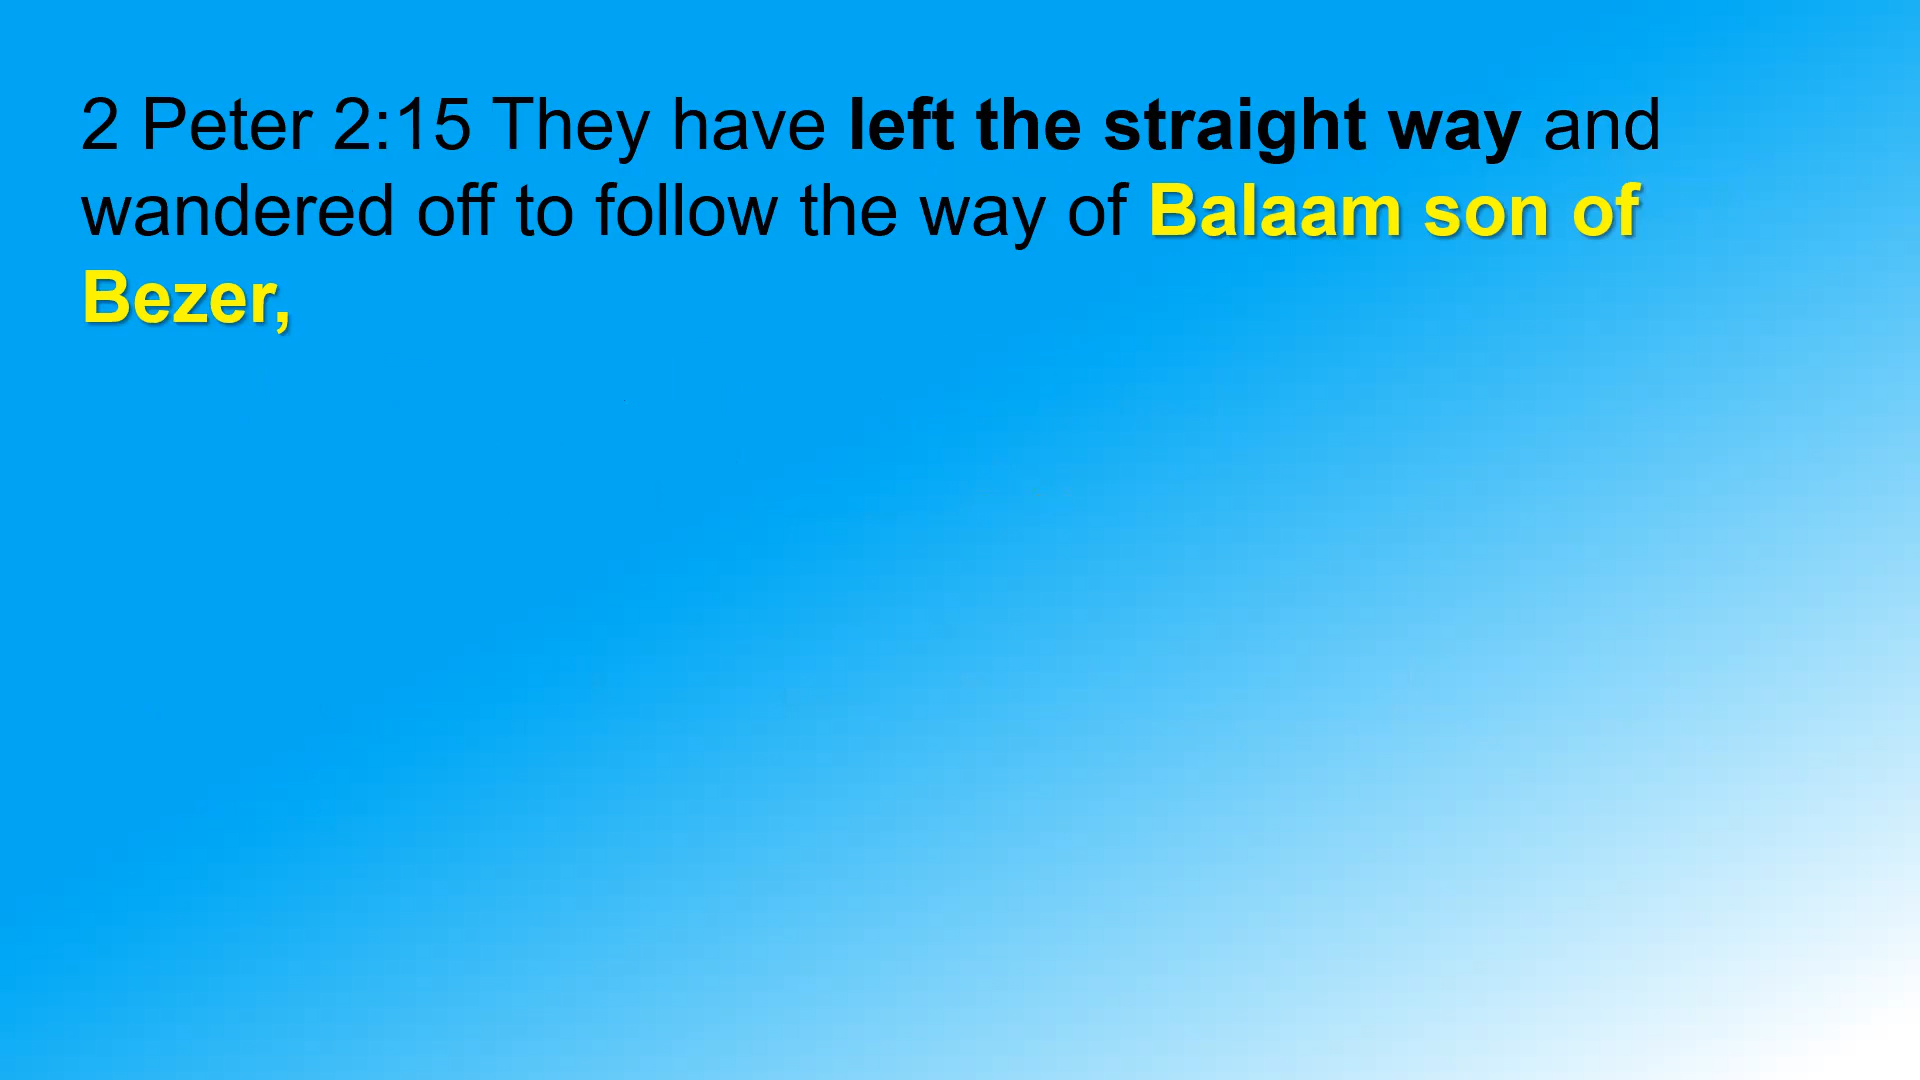 2 Peter 2:15 They have left the straight way and
wandered off to follow the way of Balaam son of
Bezer,